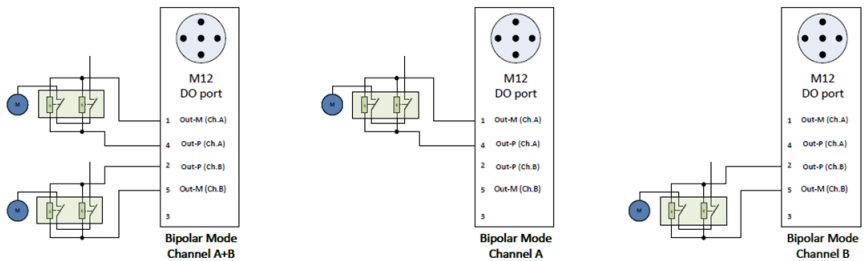 M12
DO port
1 Out-M (Ch.A)
4 Out-P (Ch.A)
2 Out-P (Ch.B)
5 Out-M (Ch.B)
3
M
M
Bipolar Mode
Channel A+B
M12
DO port
1 Out-M (Ch.A)
4 Out-P (Ch.A)
2 Out-P (Ch.B)
5 Out-M (Ch.B)
3
M
Bipolar Mode
Channel A
M12
DO port
1 Out-M (Ch.A)
4 Out-P (Ch.A)
2 Out-P (Ch.B)
5 Out-M (Ch.B)
3
M
Bipolar Mode
Channel B